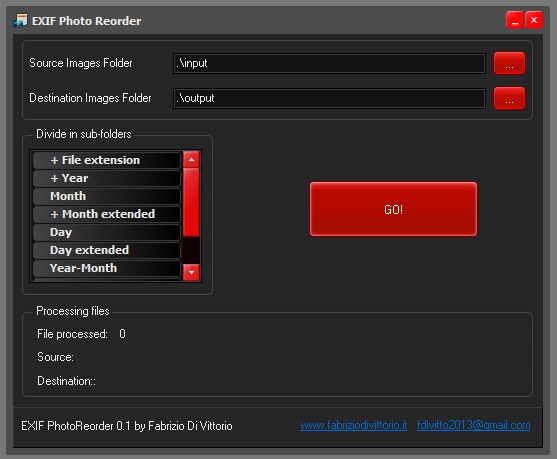 EXIF Photo Reorder
Source Images Folder .\input ...
Destination Images Folder .\output ...
Divide in sub-folders
+ File extension
+ Year
Month
+ Month extended
Day
Day extended
Year-Month
GO!
Processing files
File processed: 0
Source:
Destination::
EXIF PhotoReorder 0.1 by Fabrizio Di Vittorio www.fabriziodivittorio.it fdivitto2013@gmail.com